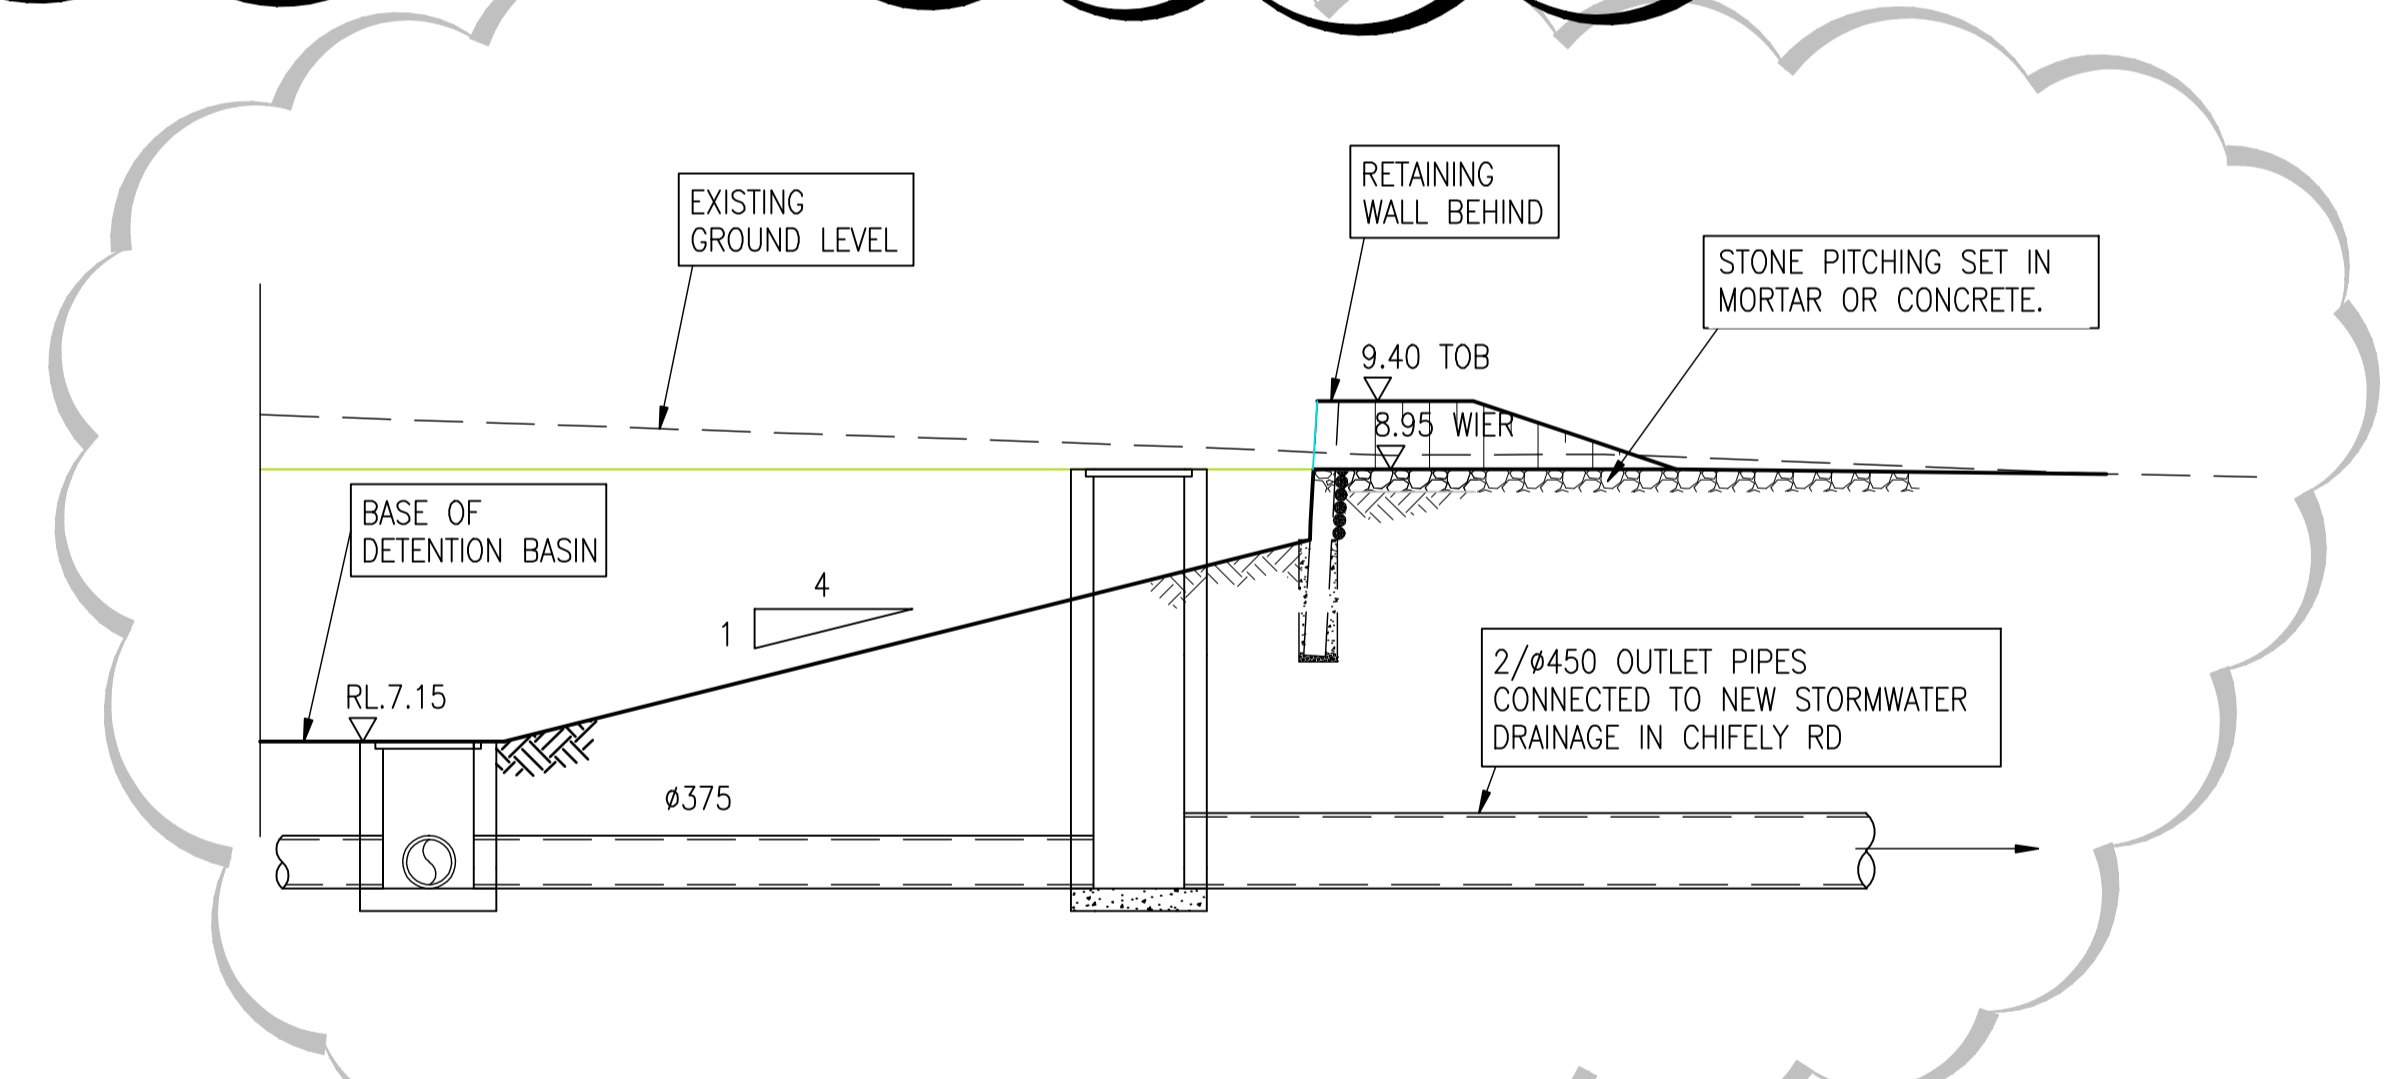 EXISTING
GROUND LEVEL
RETAINING
WALL BEHIND
STONE PITCHING SET IN
MORTAR OR CONCRETE.
9.40 TOB
8.95 WIER
BASE OF
DETENTION BASIN
4
1
RL.7.15
2/ø450 OUTLET PIPES
CONNECTED TO NEW STORMWATER
DRAINAGE IN CHIFELY RD
ø375